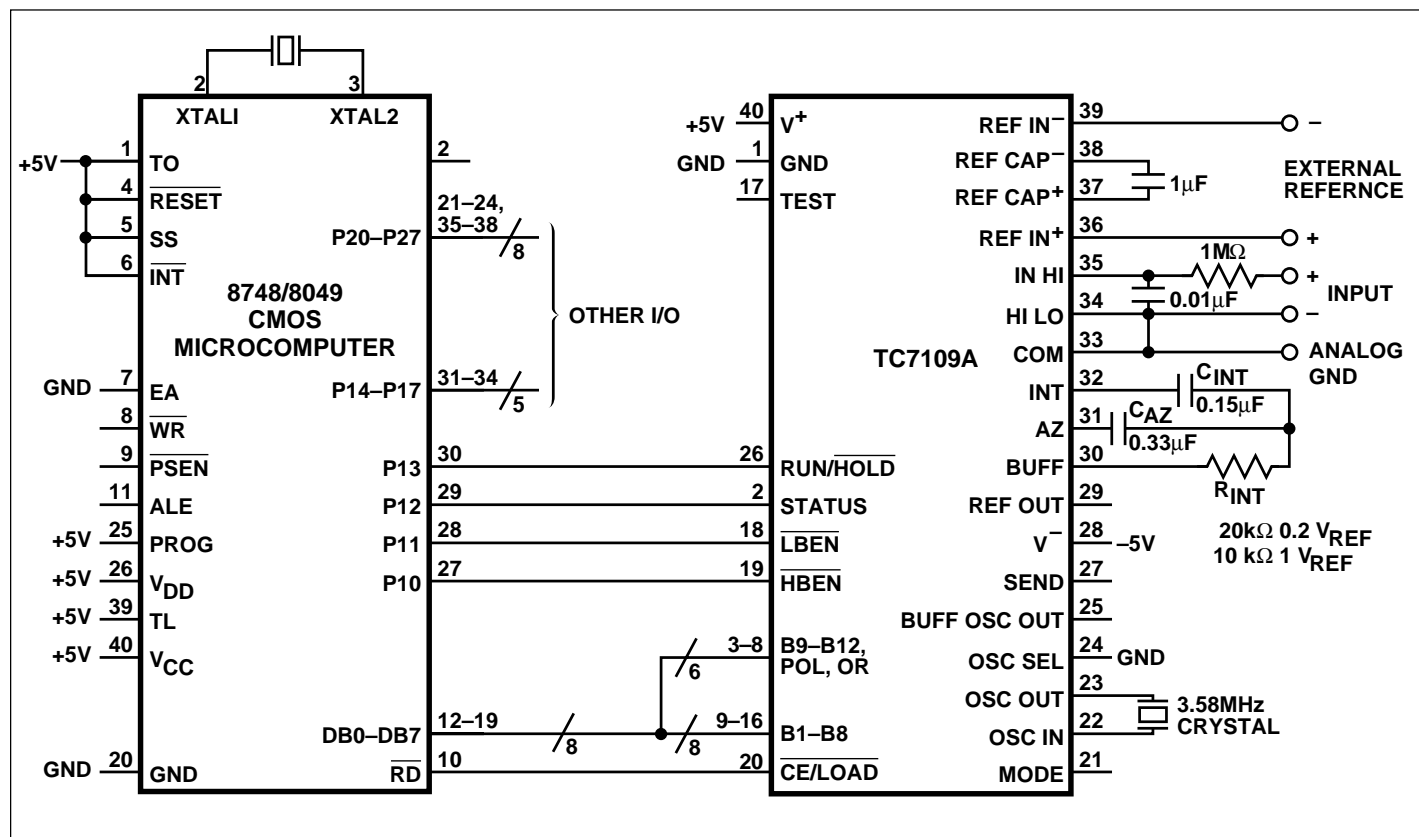 2
3
XTALI
XTAL2
+5V
1
TO
2
4
RESET
5
SS
6
INT
21–24,
35–38
P20–P27
8
8748/8049
CMOS
MICROCOMPUTER
OTHER I/O
GND
7
EA
P14–P17
31–34
5
8
WR
9
PSEN
P13
30
11
ALE
P12
29
+5V
25
PROG
P11
28
+5V
26
VDD
P10
27
+5V
39
TL
+5V
40
VCC
DB0–DB7
12–19
8
6
8
GND
20
GND
RD
10
+5V
40
V+
GND
1
GND
17
TEST
TC7109A
26
RUN/HOLD
2
STATUS
18
LBEN
19
HBEN
3–8
B9–B12,
POL, OR
9–16
B1–B8
20
CE/LOAD
REF IN–
39
–
REF CAP–
38
1µF
REF CAP+
37
EXTERNAL
REFERNCE
REF IN+
36
+
IN HI
35
1MΩ
+
0.01µF
INPUT
HI LO
34
–
COM
33
ANALOG
GND
INT
32
CINT
0.15µF
AZ
31
CAZ
0.33µF
BUFF
30
RINT
REF OUT
29
20kΩ 0.2 VREF
10 kΩ 1 VREF
V–
28
–5V
SEND
27
BUFF OSC OUT
25
OSC SEL
24
GND
OSC OUT
23
3.58MHz
CRYSTAL
OSC IN
22
MODE
21